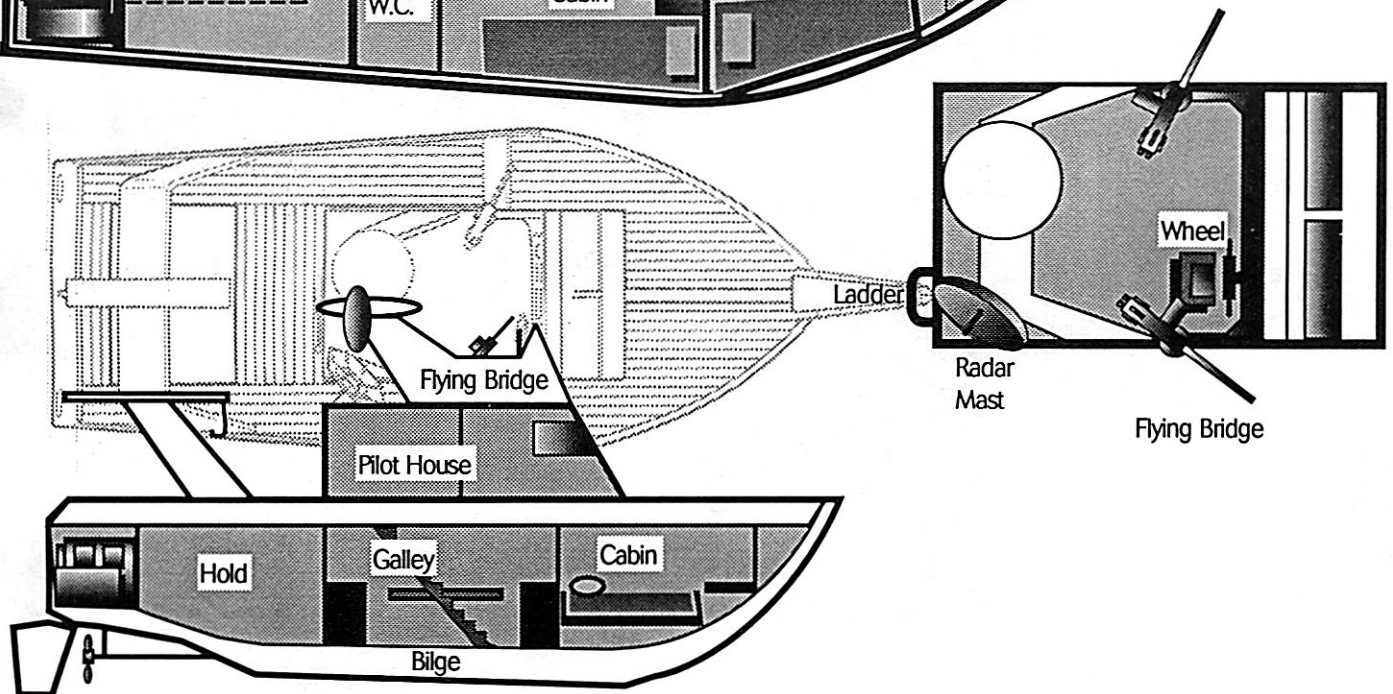 W.C.
Cabin
Wheel
Ladder
Radar
Mast
Flying Bridge
Flying Bridge
Pilot House
Hold
Galley
Cabin
Bilge